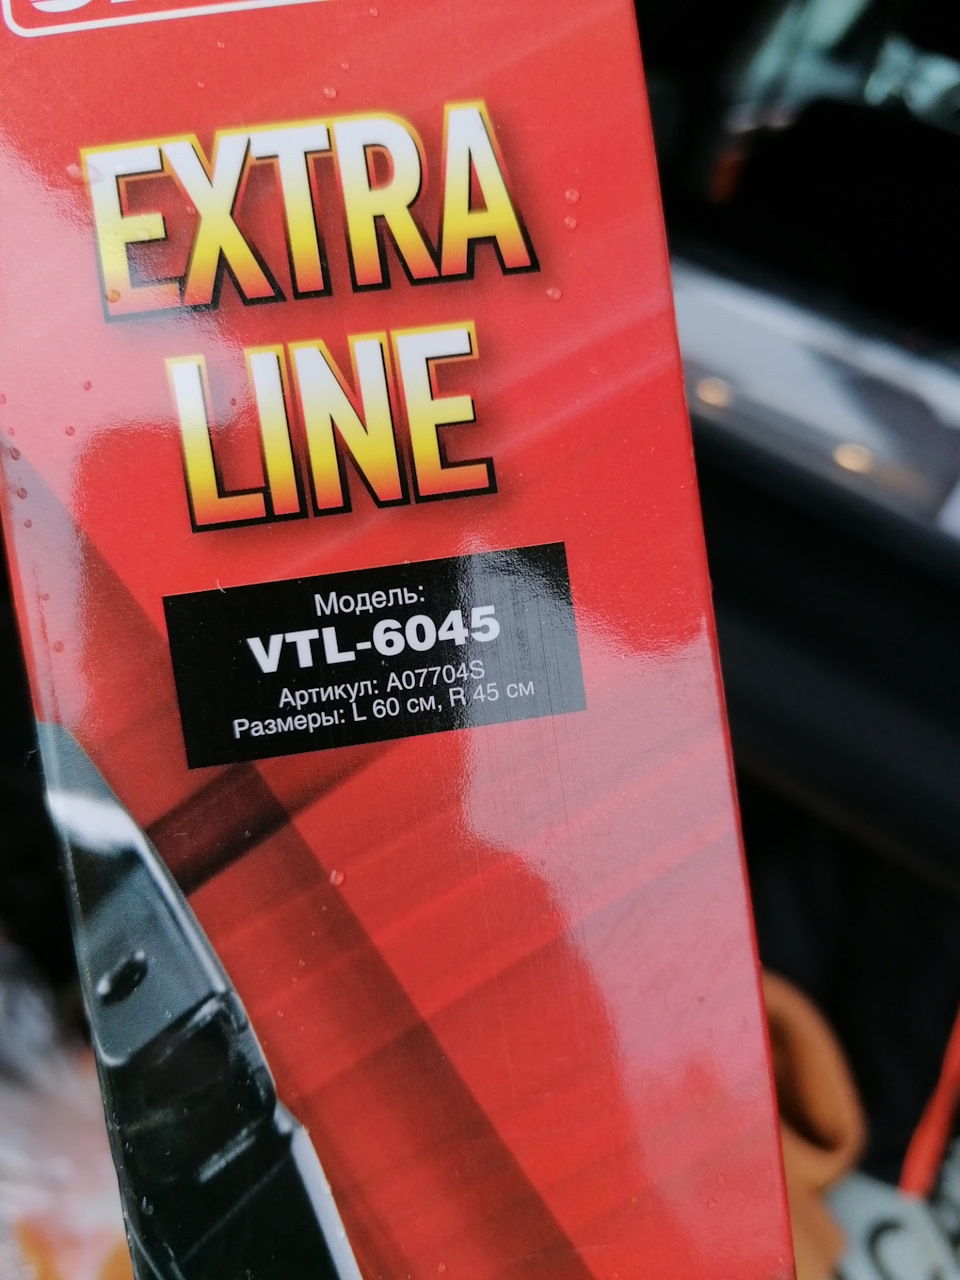 EXTRA
LINE
Модель:
VTL-6045
Артикул: A07704S
Размеры: L 60 см, R 45 см